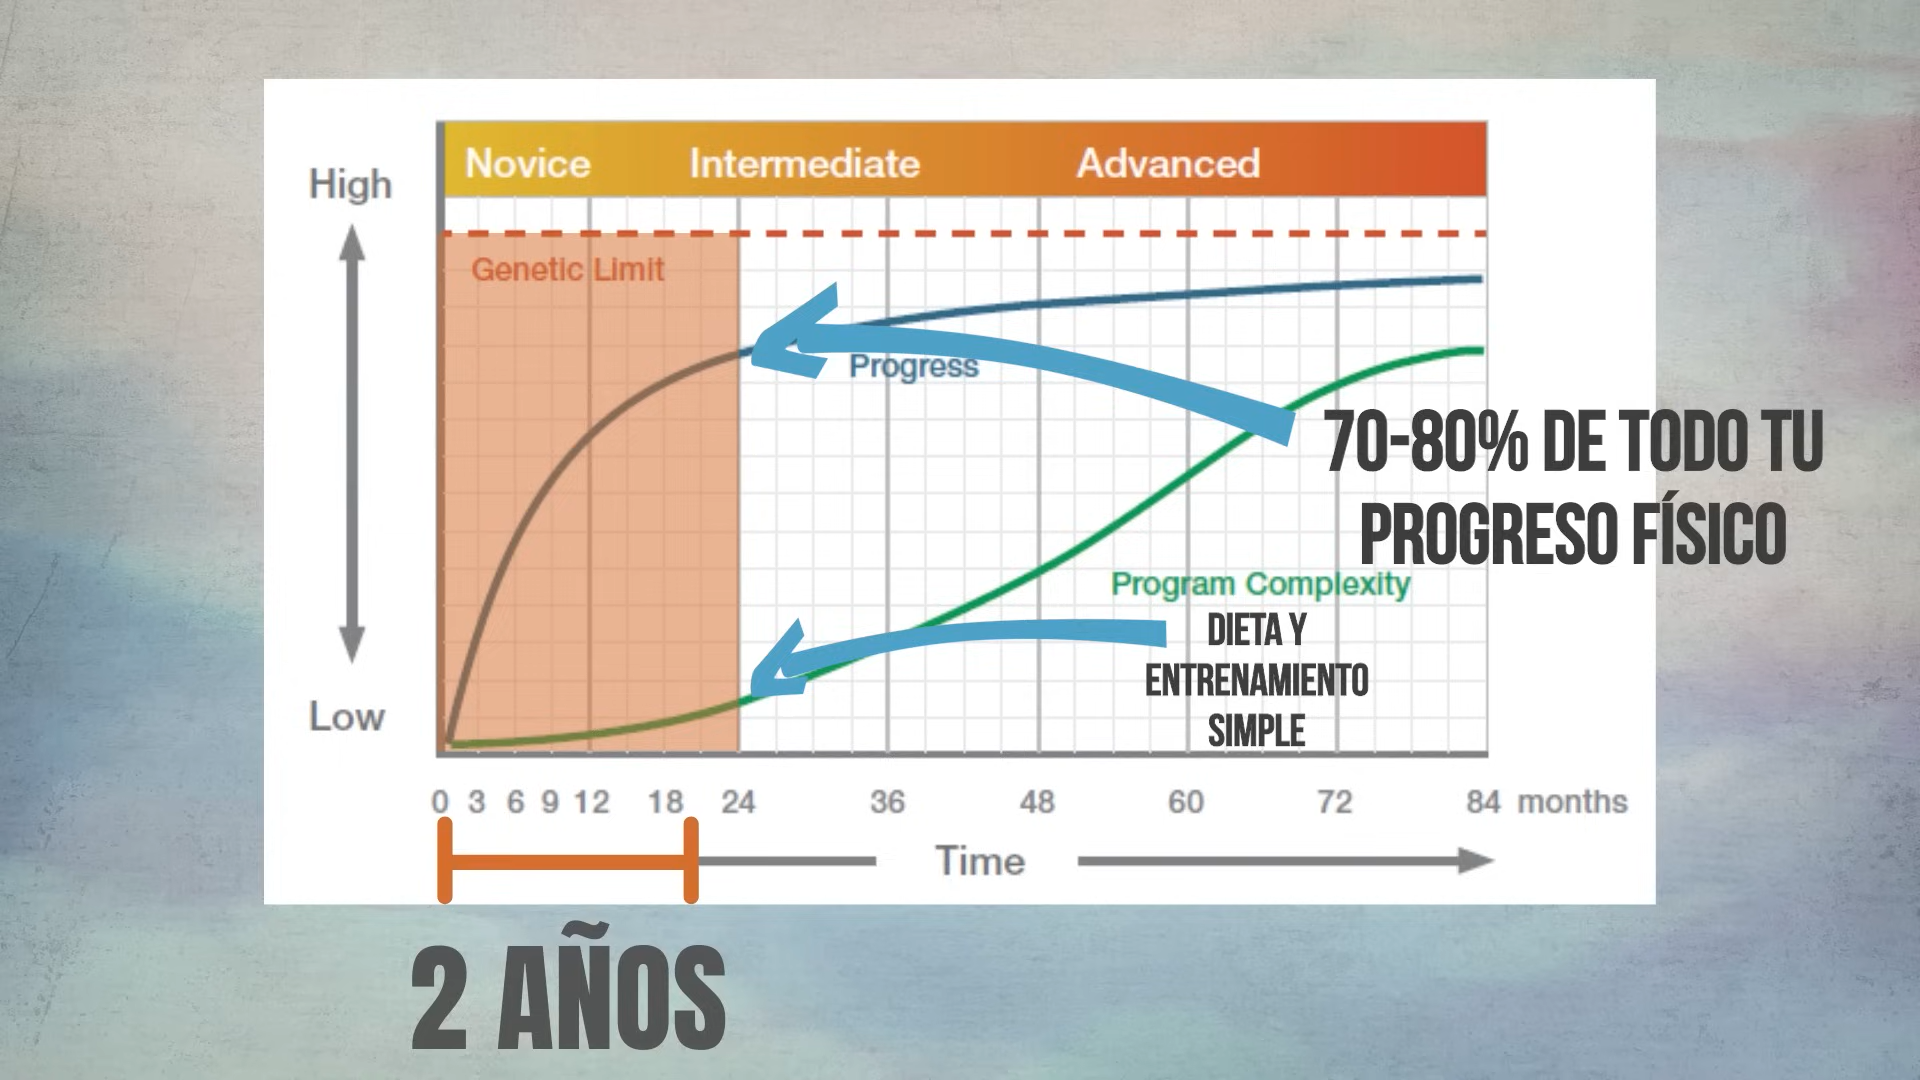 Novice Intermediate Advanced
High
Genetic Limit
Progress
70-80% DE TODO TU
PROGRESO FÍSICO
Program Complexity
DIETA Y
ENTRENAMIENTO
SIMPLE
Low
0 3 6 9 12 18 24 36 48 60 72 84 months
Time
2 AÑOS